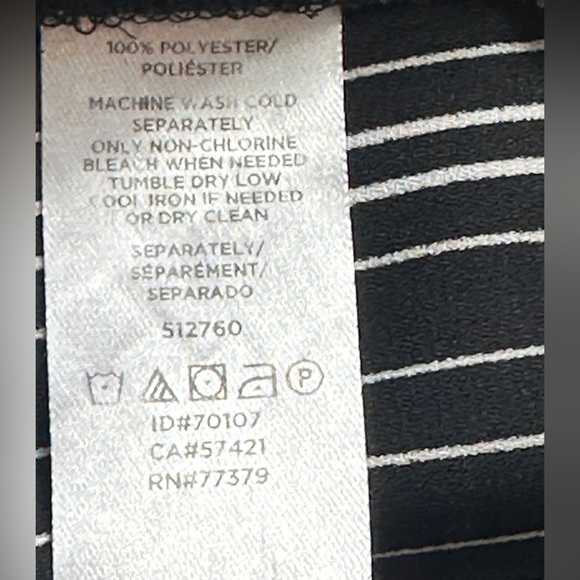 100% POLYESTER/
POLIÉSTER
MACHINE WASH COLD
SEPARATELY
ONLY NON-CHLORINE
BLEACH WHEN NEEDED
TUMBLE DRY LOW
COOL IRON IF NEEDED
OR DRY CLEAN
SEPARATELY/
SÉPARÉMENT/
SEPARADO
512760
P
ID#70107
CA#57421
RN#77379